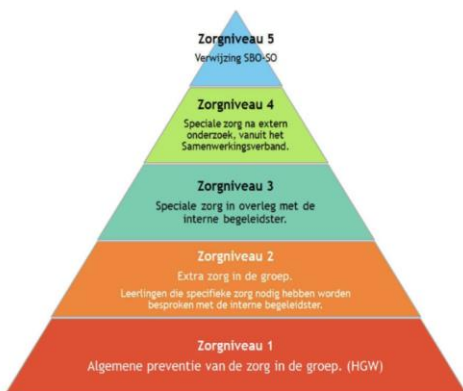 Zorgniveau 5
Verwijzing SBO-SO
Zorgniveau 4
Speciale zorg na extern
onderzoek, vanuit het
Samenwerkingsverband.
Zorgniveau 3
Speciale zorg in overleg met de
interne begeleidster.
Zorgniveau 2
Extra zorg in de groep.
Leerlingen die specifieke zorg nodig hebben worden
besproken met de interne begeleidster.
Zorgniveau 1
Algemene preventie van de zorg in de groep. (HGW)